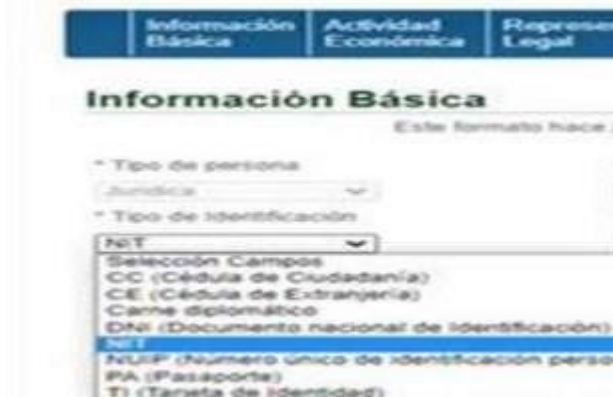 Información Básica
Actividad Económica
Legal
Información Básica
Este formato hace
* Tipo de persona
Jurídica
* Tipo de Identificación
NIT
Selección Campos
CC (Cédula de Ciudadanía)
CE (Cédula de Extranjería)
Carne diplomático
DNI (Documento nacional de Identificación)
NIT
NUIP (Número único de identificación perso
PA (Pasaporte)
TI (Tarjeta de Identidad)